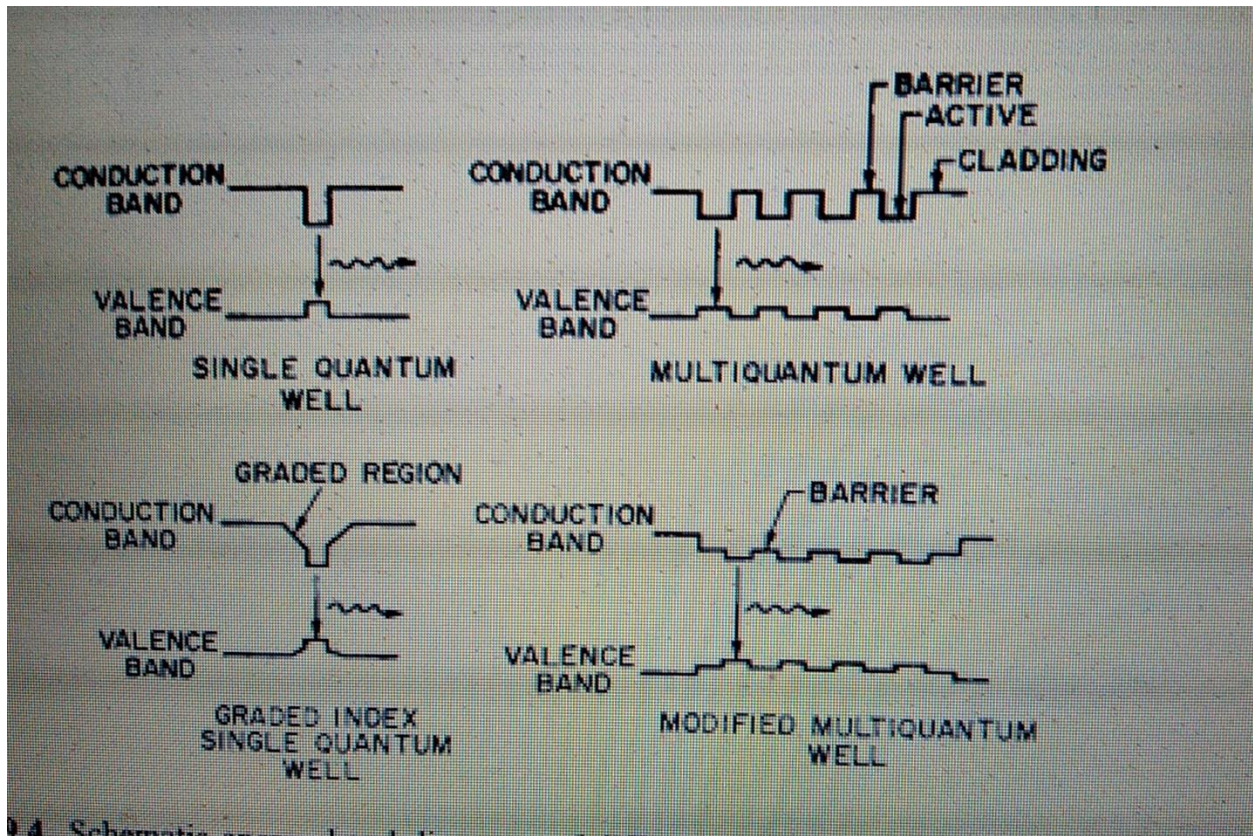 BARRIER
ACTIVE
CLADDING
CONDUCTION
BAND
CONDUCTION
BAND
VALENCE
BAND
VALENCE
BAND
SINGLE QUANTUM
WELL
MULTIQUANTUM WELL
GRADED REGION
BARRIER
CONDUCTION
BAND
CONDUCTION
BAND
VALENCE
BAND
VALENCE
BAND
GRADED INDEX
SINGLE QUANTUM
WELL
MODIFIED MULTIQUANTUM
WELL
Schematic